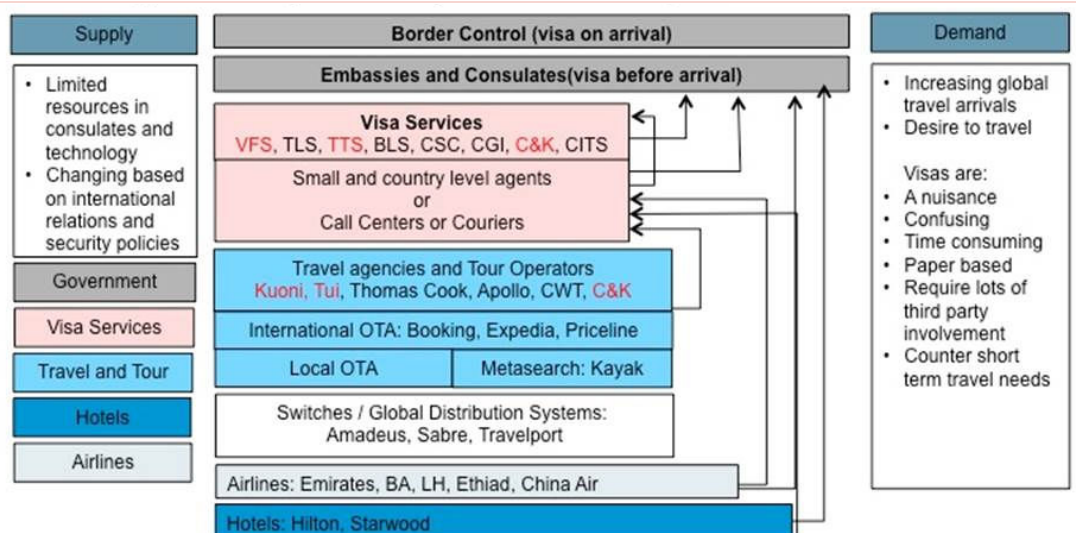 Supply
• Limited
resources in
consulates and
technology
• Changing based
on international
relations and
security policies
Government
Visa Services
Travel and Tour
Hotels
Airlines
Border Control (visa on arrival)
Embassies and Consulates(visa before arrival)
Visa Services
VFS, TLS, TTS, BLS, CSC, CGI, C&K, CITS
Small and country level agents
or
Call Centers or Couriers
Travel agencies and Tour Operators
Kuoni, Tui, Thomas Cook, Apollo, CWT, C&K
International OTA: Booking, Expedia, Priceline
Local OTA
Metasearch: Kayak
Switches / Global Distribution Systems:
Amadeus, Sabre, Travelport
Airlines: Emirates, BA, LH, Ethiad, China Air
Hotels: Hilton, Starwood
Demand
• Increasing global
travel arrivals
• Desire to travel
Visas are:
• A nuisance
• Confusing
• Time consuming
• Paper based
• Require lots of
third party
involvement
• Counter short
term travel needs